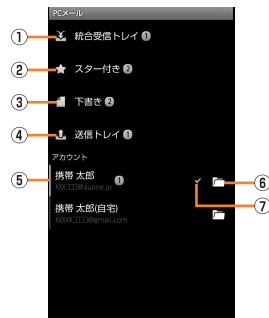 PCメール
① 統合受信トレイ 1
② スター付き 2
③ 下書き 2
④ 送信トレイ 1
アカウント
⑤ 携帯 太郎 1 ⑥
XXX□□□@auone.jp ⑦
携帯 太郎(自宅)
XXXX□□□@gmail.com